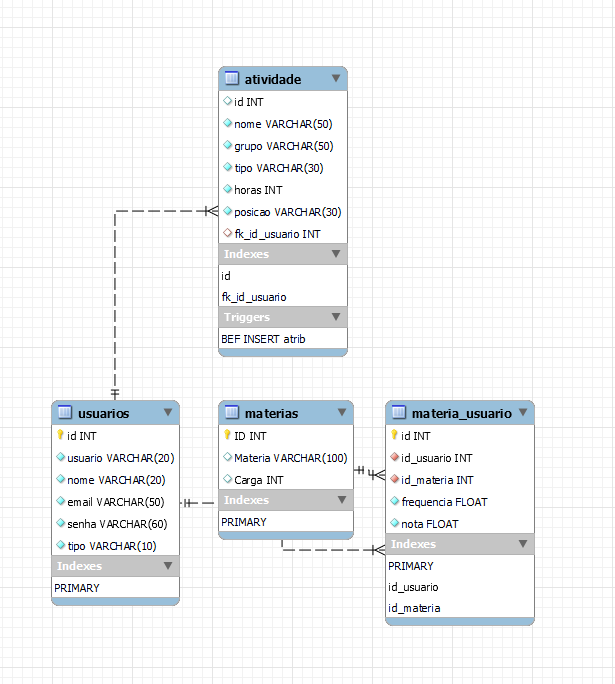 atividade
id INT
nome VARCHAR(50)
grupo VARCHAR(50)
tipo VARCHAR(30)
horas INT
posicao VARCHAR(30)
fk_id_usuario INT
Indexes
id
fk_id_usuario
Triggers
BEF INSERT atrib
usuarios
id INT
usuario VARCHAR(20)
nome VARCHAR(20)
email VARCHAR(50)
senha VARCHAR(60)
tipo VARCHAR(10)
Indexes
PRIMARY
materias
ID INT
Materia VARCHAR(100)
Carga INT
Indexes
PRIMARY
materia_usuario
id INT
id_usuario INT
id_materia INT
frequencia FLOAT
nota FLOAT
Indexes
PRIMARY
id_usuario
id_materia